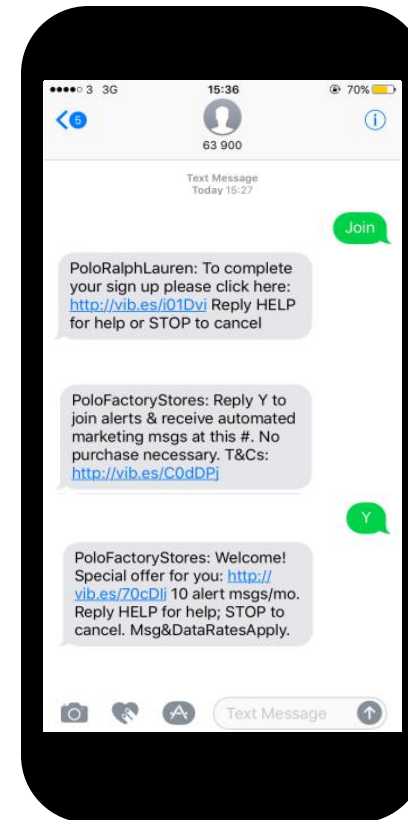 3 3G 15:36 70%
5
63 900
Text Message
Today 15:27
Join
PoloRalphLauren: To complete
your sign up please click here:
http://vib.es/i01Dvi Reply HELP
for help or STOP to cancel
PoloFactoryStores: Reply Y to
join alerts & receive automated
marketing msgs at this #. No
purchase necessary. T&Cs:
http://vib.es/C0dDPj
Y
PoloFactoryStores: Welcome!
Special offer for you: http://
vib.es/70cDli 10 alert msgs/mo.
Reply HELP for help; STOP to
cancel. Msg&DataRatesApply.
Text Message